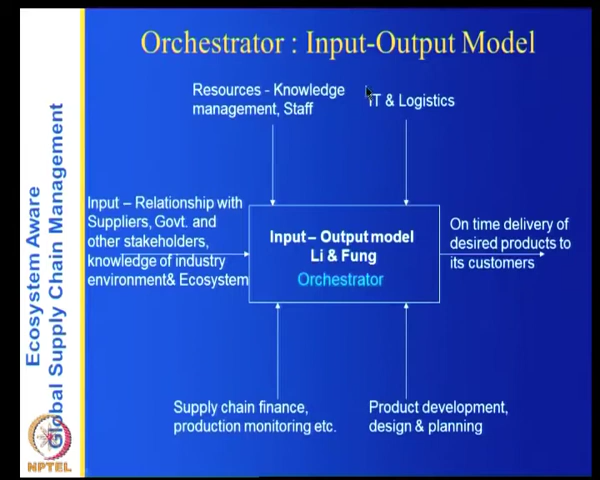 Orchestrator : Input-Output Model
Resources - Knowledge
management, Staff
IT & Logistics
Input – Relationship with
Suppliers, Govt. and
other stakeholders,
knowledge of industry
environment& Ecosystem
Input – Output model
Li & Fung
Orchestrator
On time delivery of
desired products to
its customers
Supply chain finance,
production monitoring etc.
Product development,
design & planning
Ecosystem Aware
Global Supply Chain Management
NPTEL